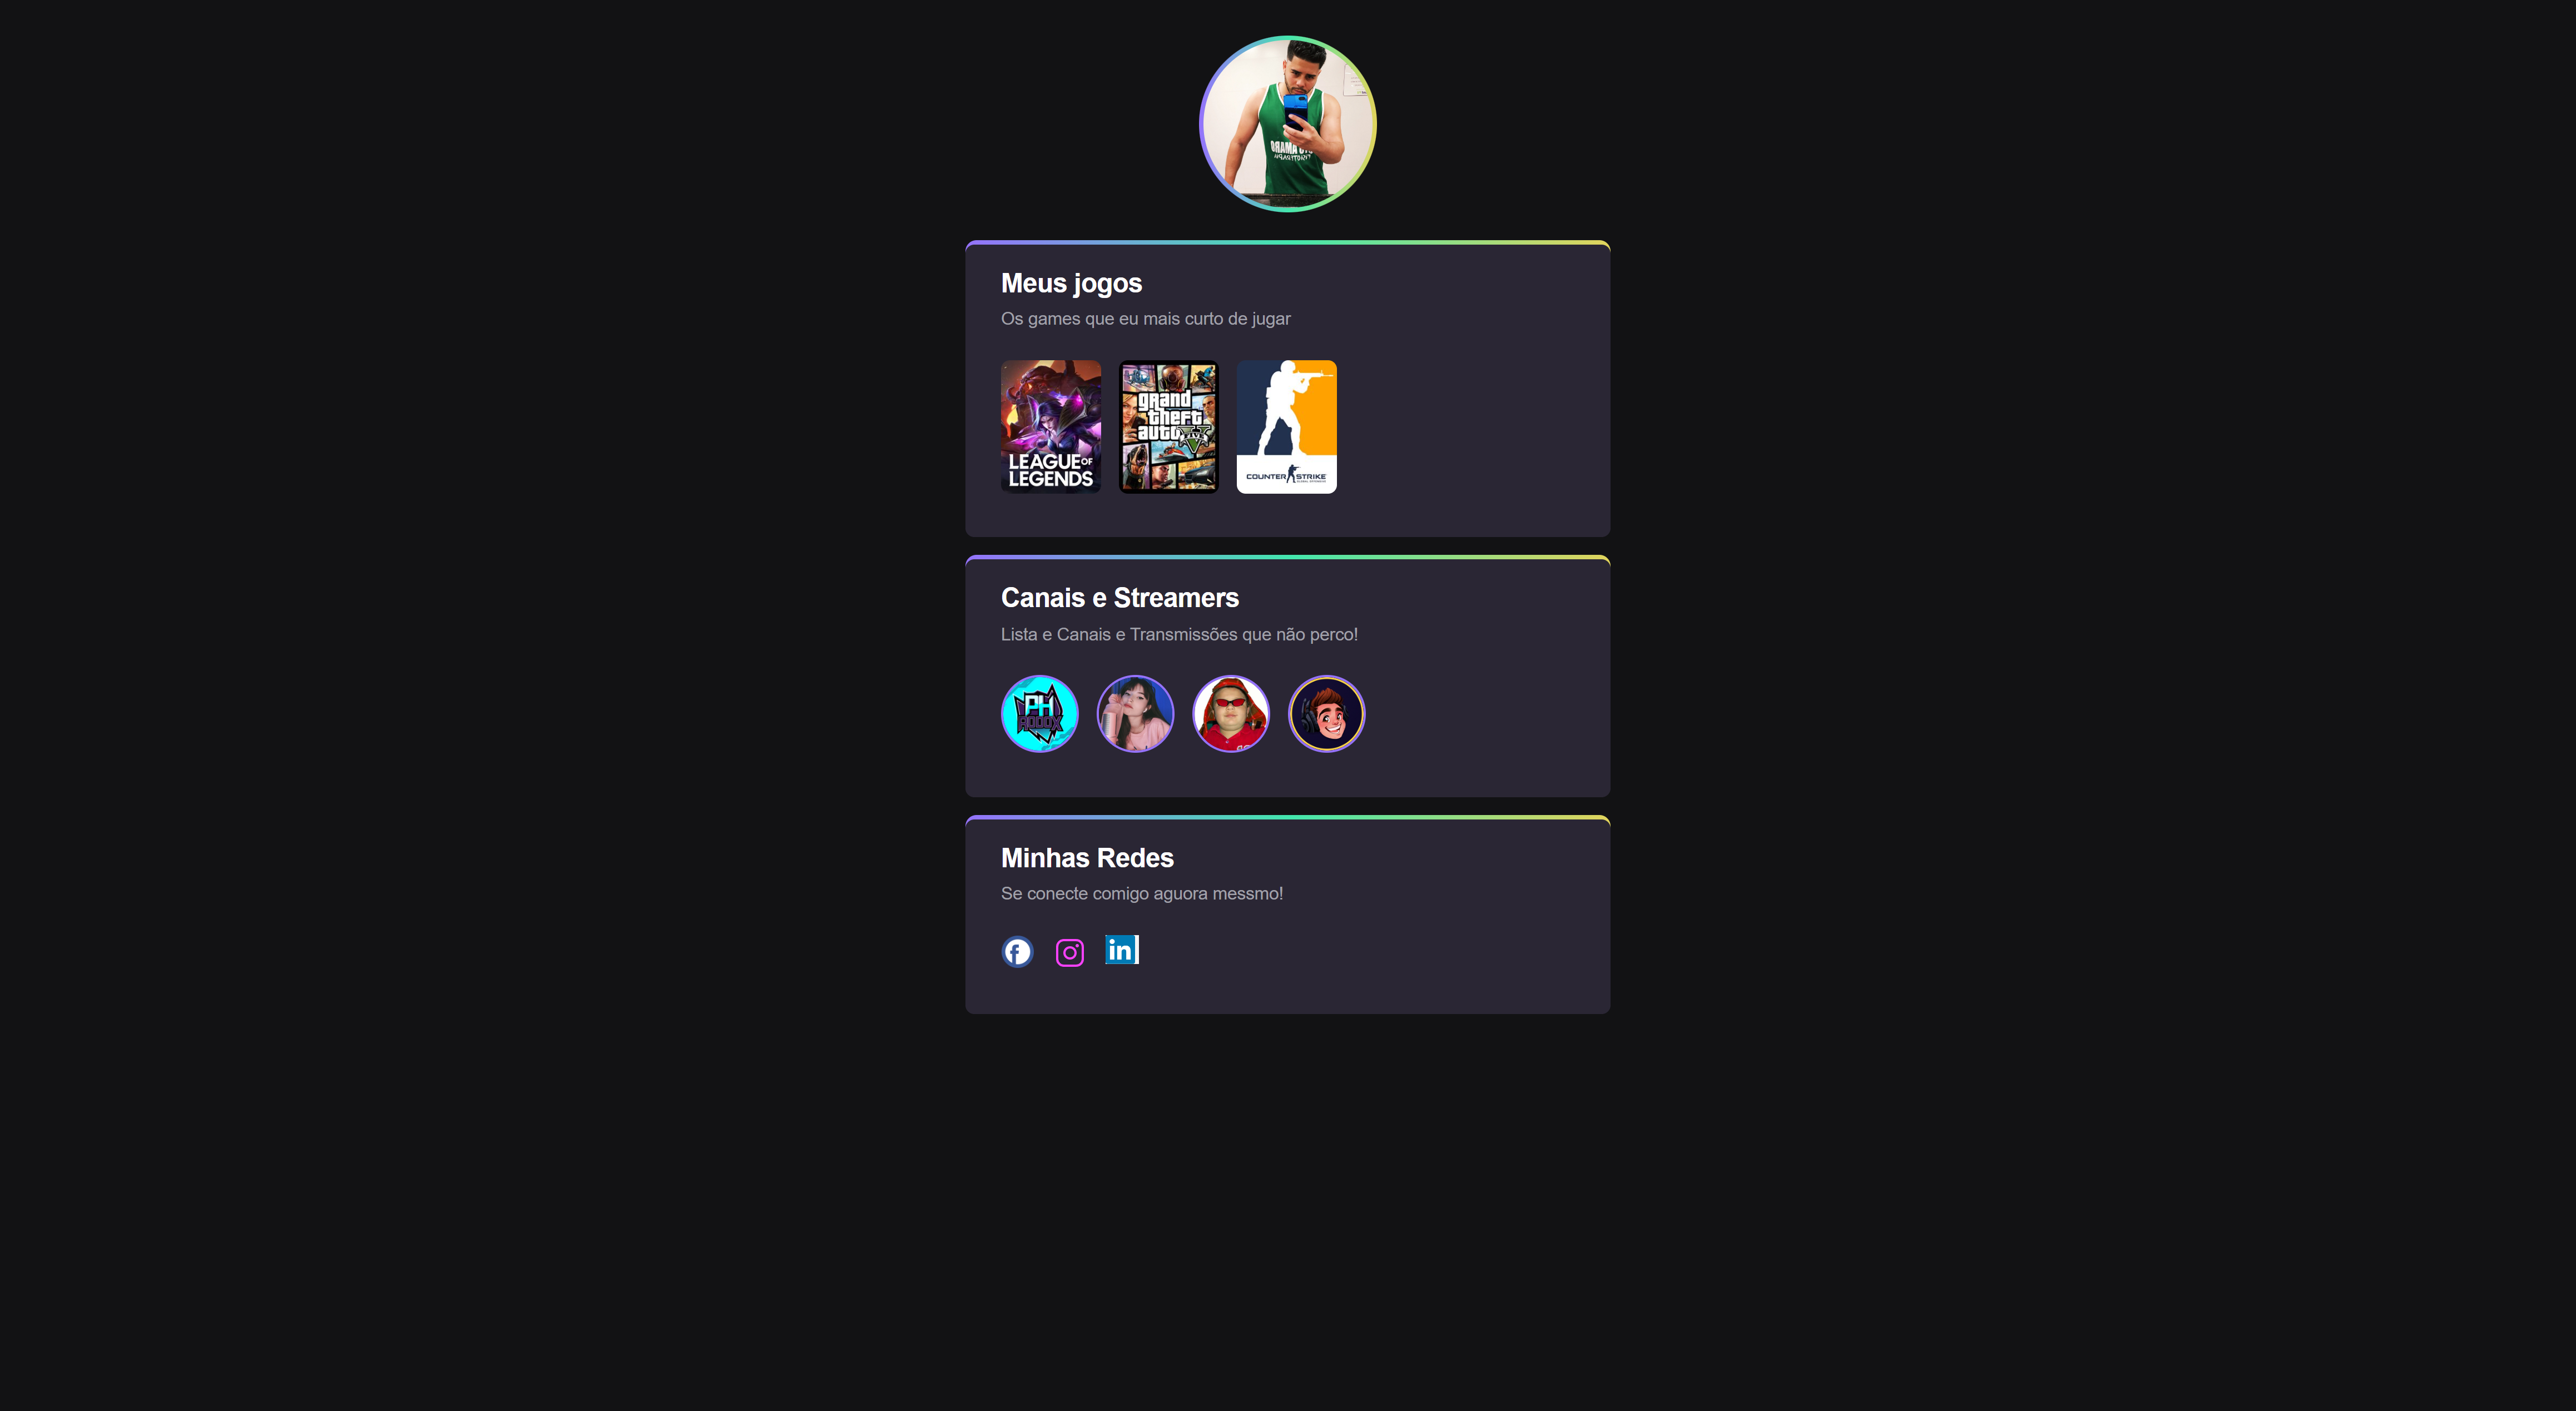 Meus jogos
Os games que eu mais curto de jugar
LEAGUE OF
LEGENDS
grand
theft
auto V
FIVE
COUNTER STRIKE
Canais e Streamers
Lista e Canais e Transmissões que não perco!
PH
Minhas Redes
Se conecte comigo aguora messmo!
f
in